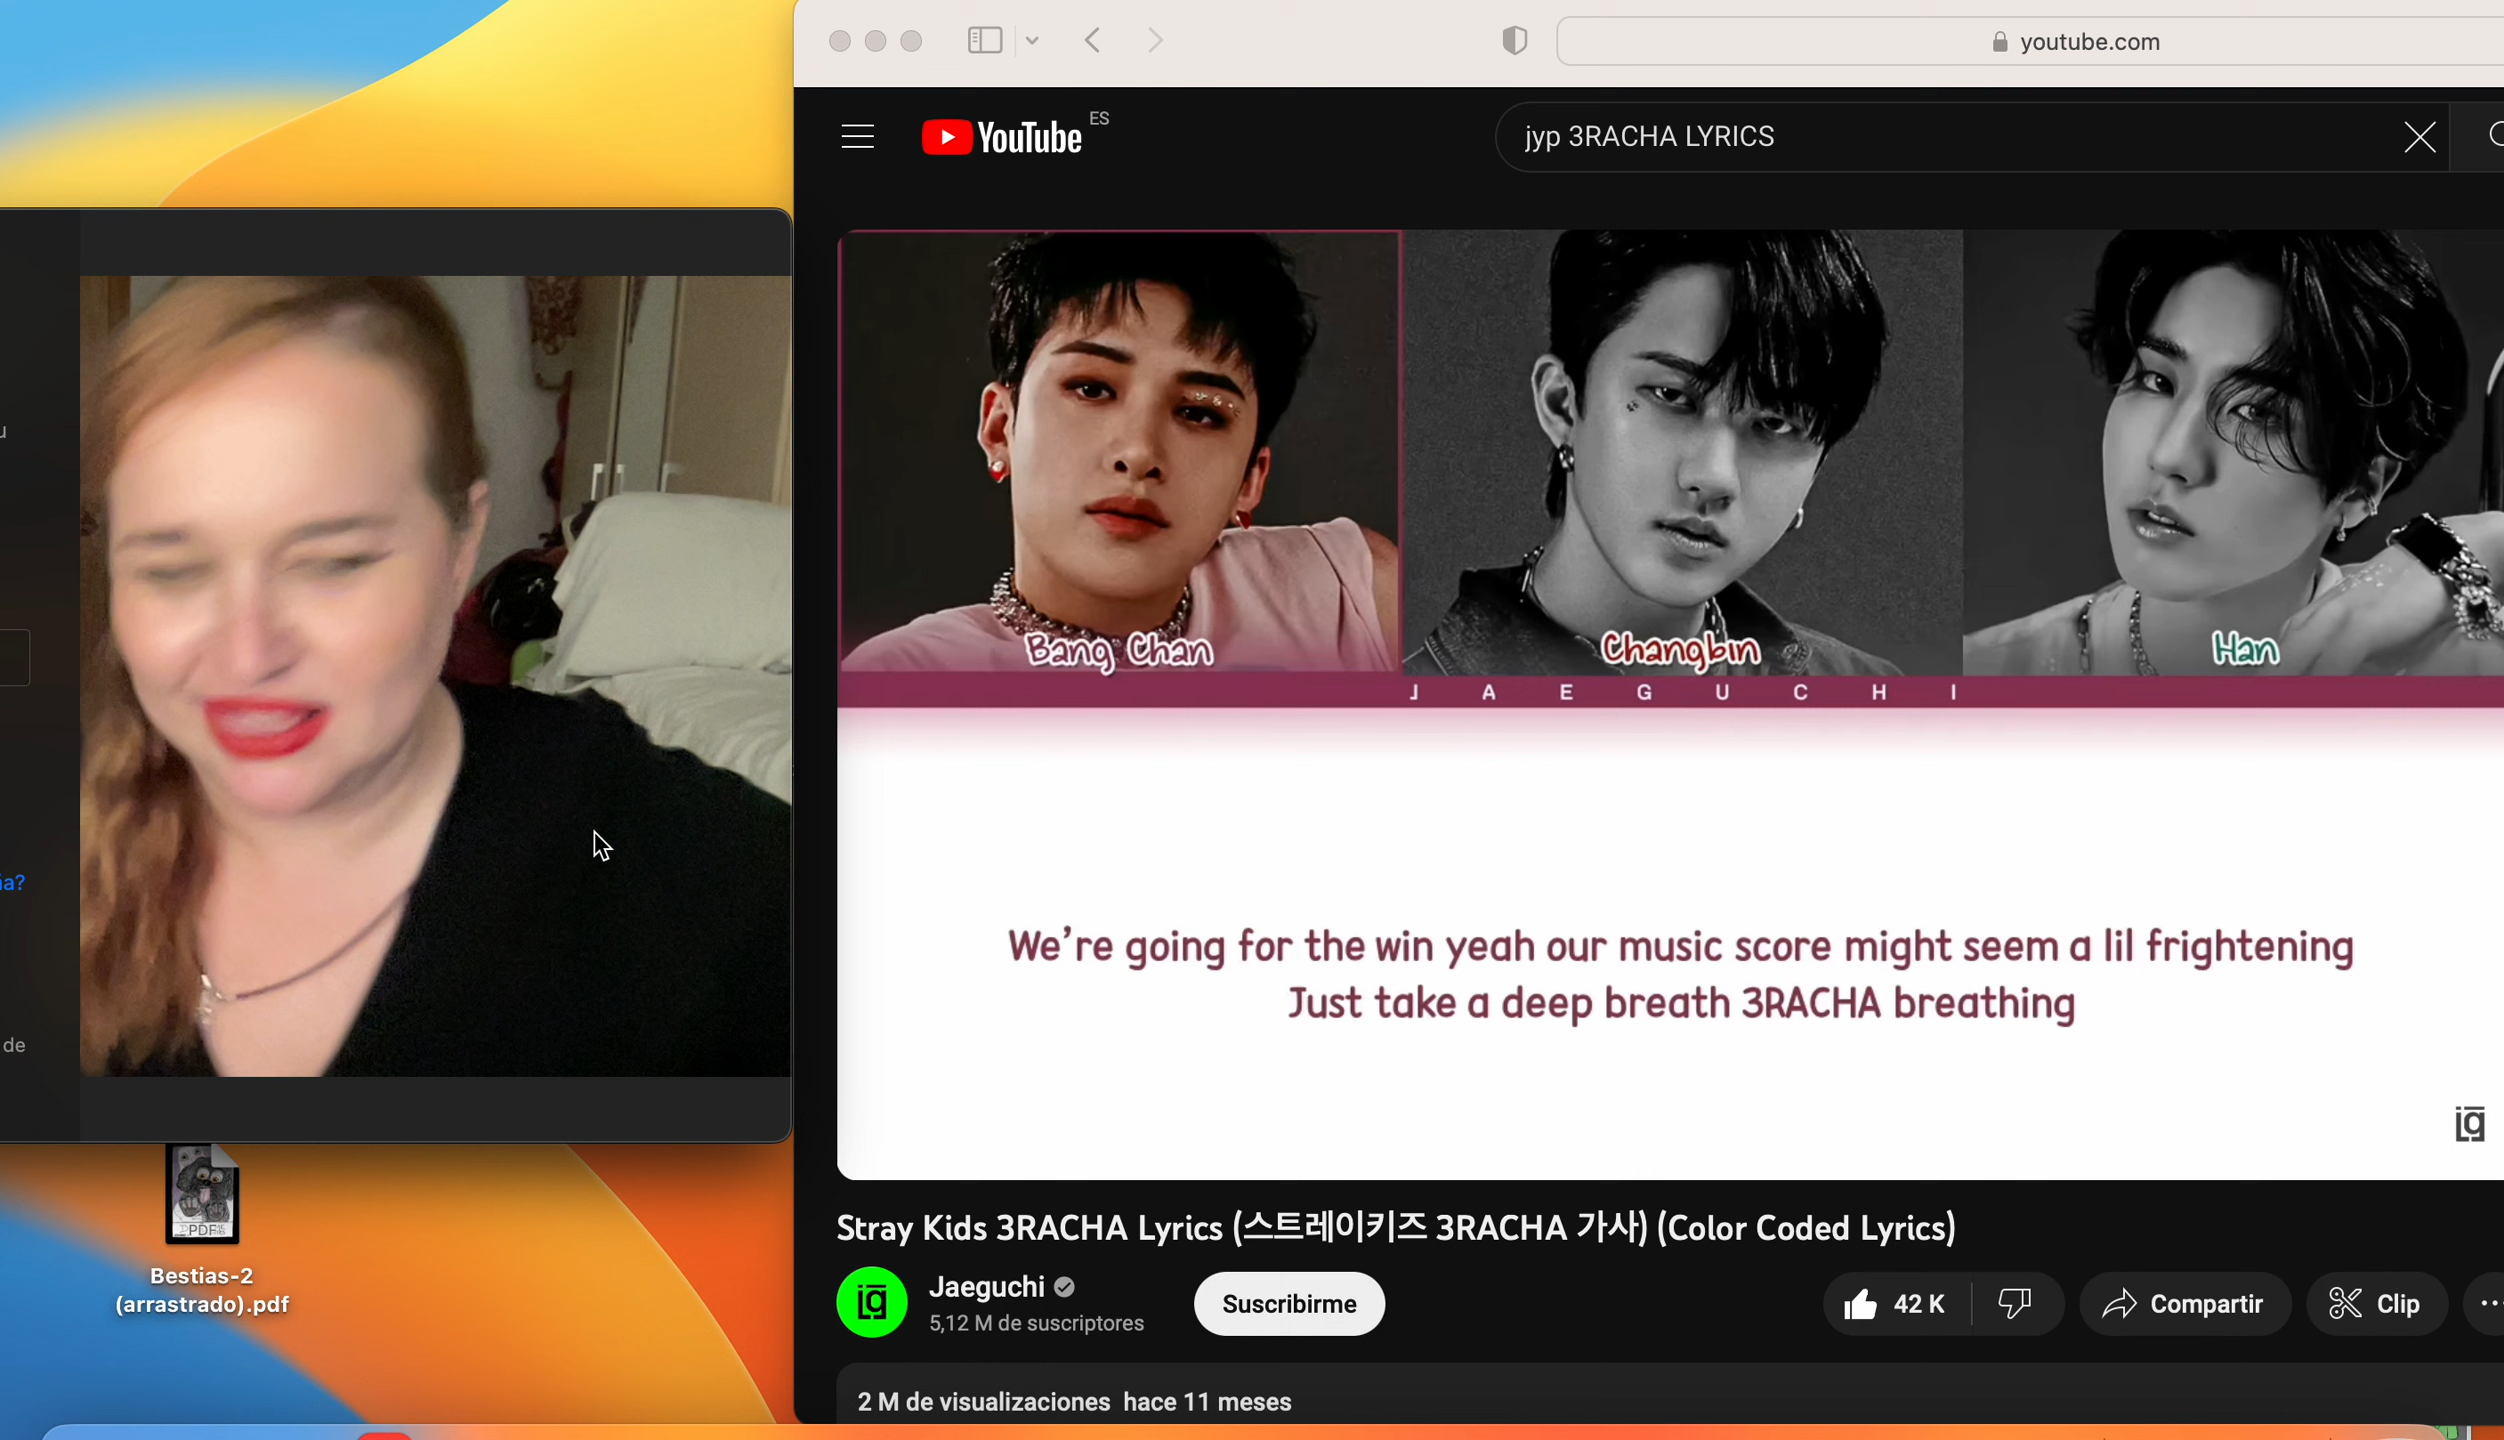 youtube.com
YouTube ES
jyp 3RACHA LYRICS
Bang Chan
Changbin
Han
JAEGUCHI
u
ña?
de
We're going for the win yeah our music score might seem a lil frightening
Just take a deep breath 3RACHA breathing
PDF
Bestias-2
(arrastrado).pdf
Stray Kids 3RACHA Lyrics (스트레이키즈 3RACHA 가사) (Color Coded Lyrics)
Jaeguchi
5,12 M de suscriptores
Suscribirme
42 K
Compartir
Clip
2 M de visualizaciones hace 11 meses